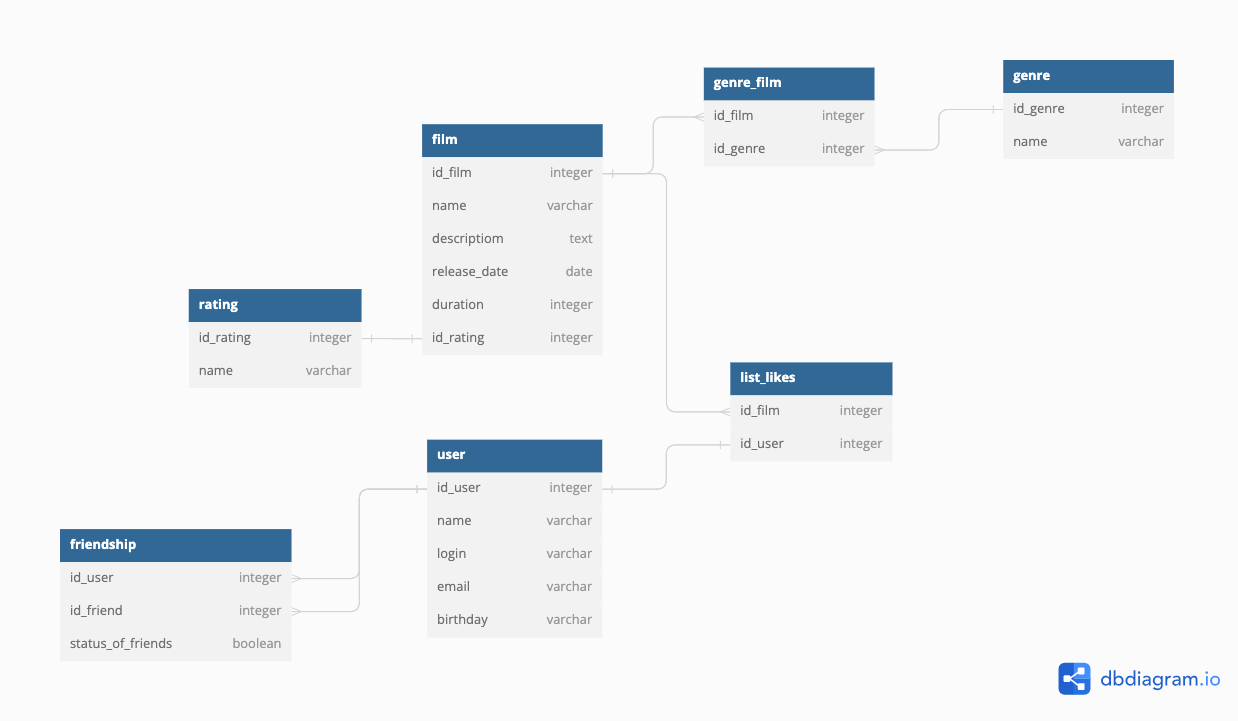 genre_film
id_film integer
id_genre integer
genre
id_genre integer
name varchar
film
id_film integer
name varchar
descriptiom text
release_date date
duration integer
id_rating integer
rating
id_rating integer
name varchar
list_likes
id_film integer
id_user integer
user
id_user integer
name varchar
login varchar
email varchar
birthday varchar
friendship
id_user integer
id_friend integer
status_of_friends boolean
dbdiagram.io